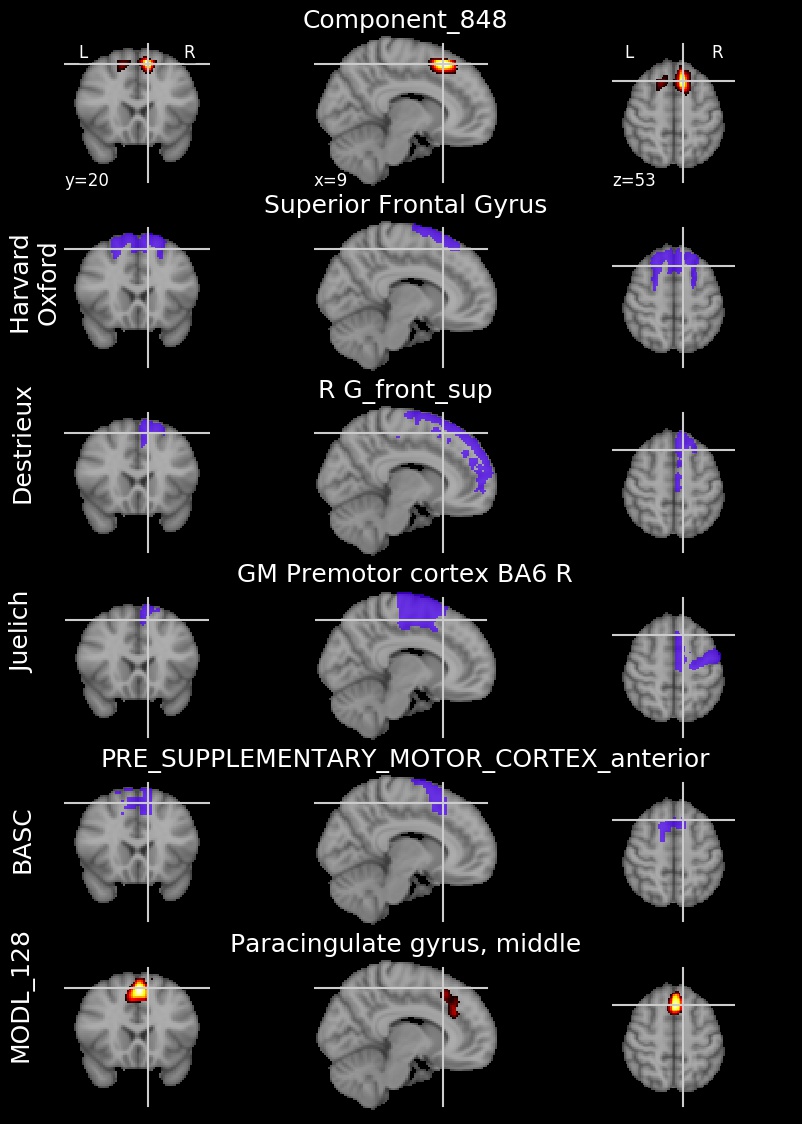 Component_848
L R
L R
y=20
x=9
z=53
Superior Frontal Gyrus
Harvard
Oxford
R G_front_sup
Destrieux
GM Premotor cortex BA6 R
Juelich
PRE_SUPPLEMENTARY_MOTOR_CORTEX_anterior
BASC
Paracingulate gyrus, middle
MODL_128